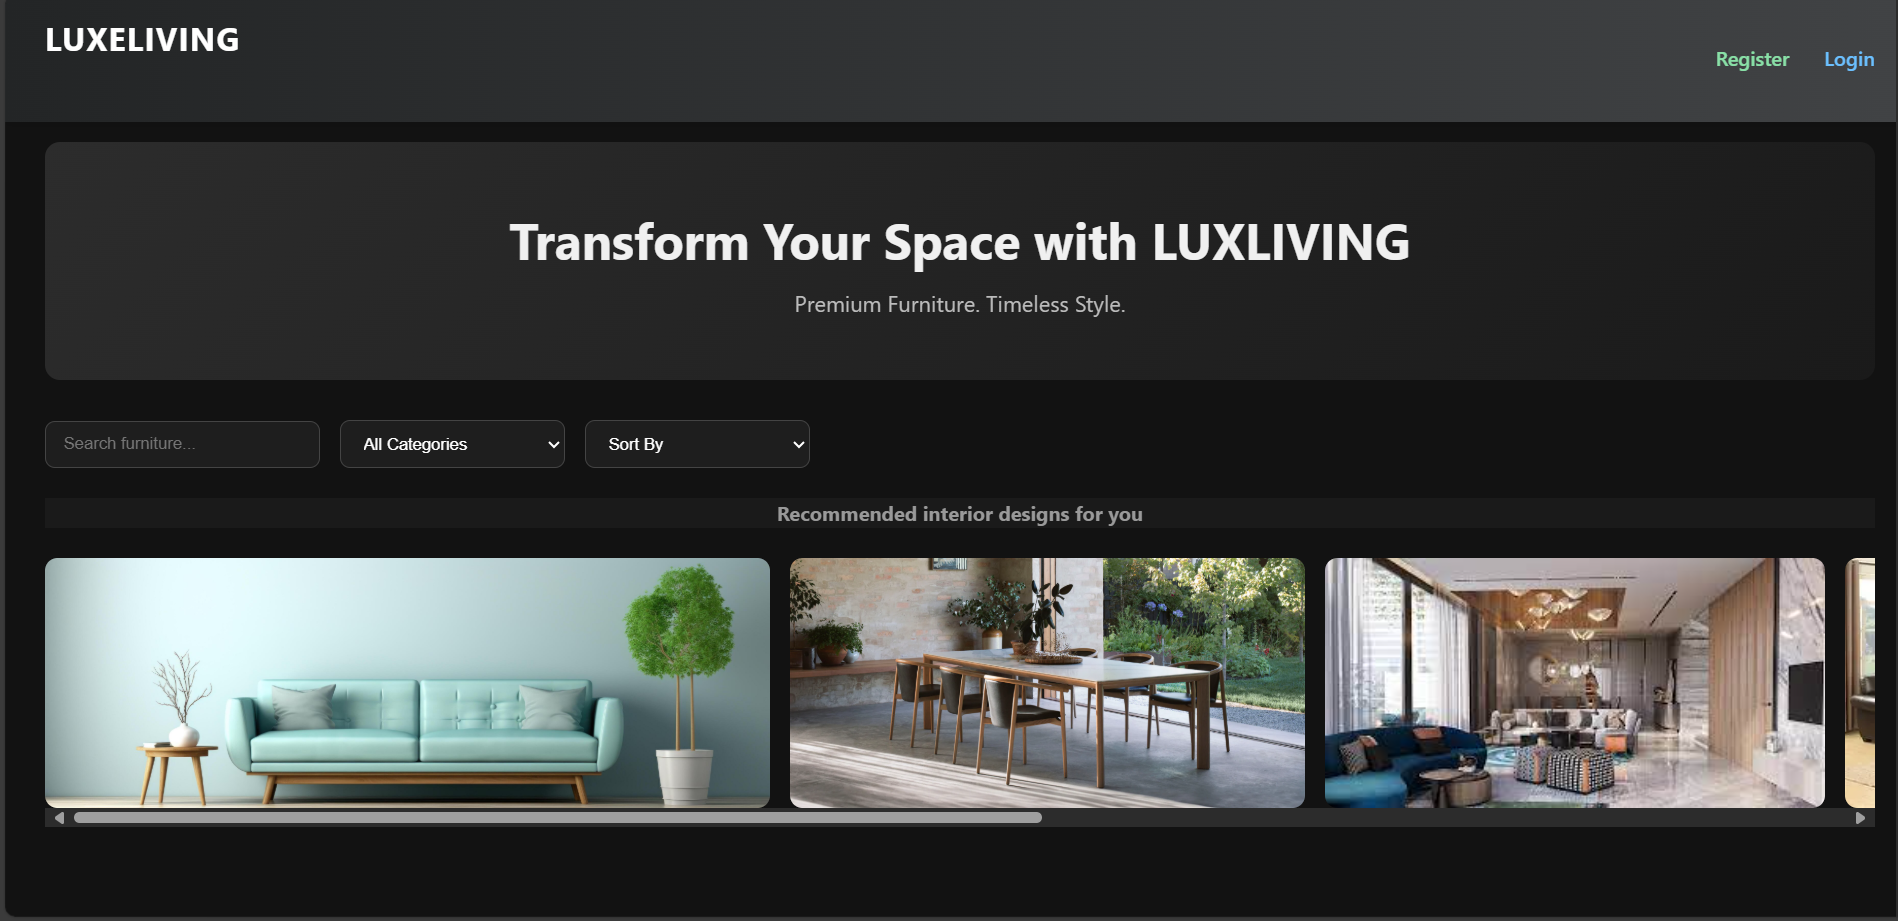 LUXELIVING
Register Login
Transform Your Space with LUXLIVING
Premium Furniture. Timeless Style.
Search furniture... All Categories Sort By
Recommended interior designs for you